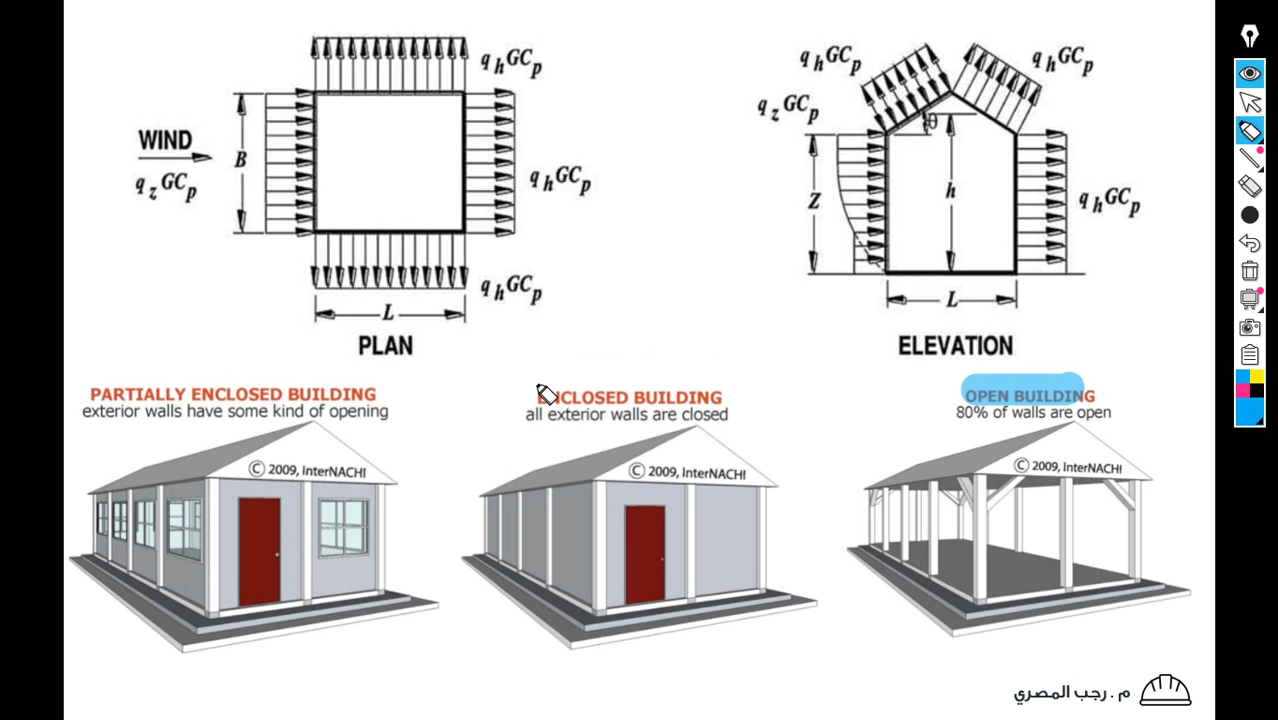 q_h GC_p
WIND
q_z GC_p
B
q_h GC_p
q_h GC_p
L
PLAN
q_h GC_p
q_h GC_p
q_z GC_p
θ
Z
h
q_h GC_p
L
ELEVATION
PARTIALLY ENCLOSED BUILDING
exterior walls have some kind of opening
© 2009, InterNACHI
ENCLOSED BUILDING
all exterior walls are closed
© 2009, InterNACHI
OPEN BUILDING
80% of walls are open
© 2009, InterNACHI
م . رجب المصري